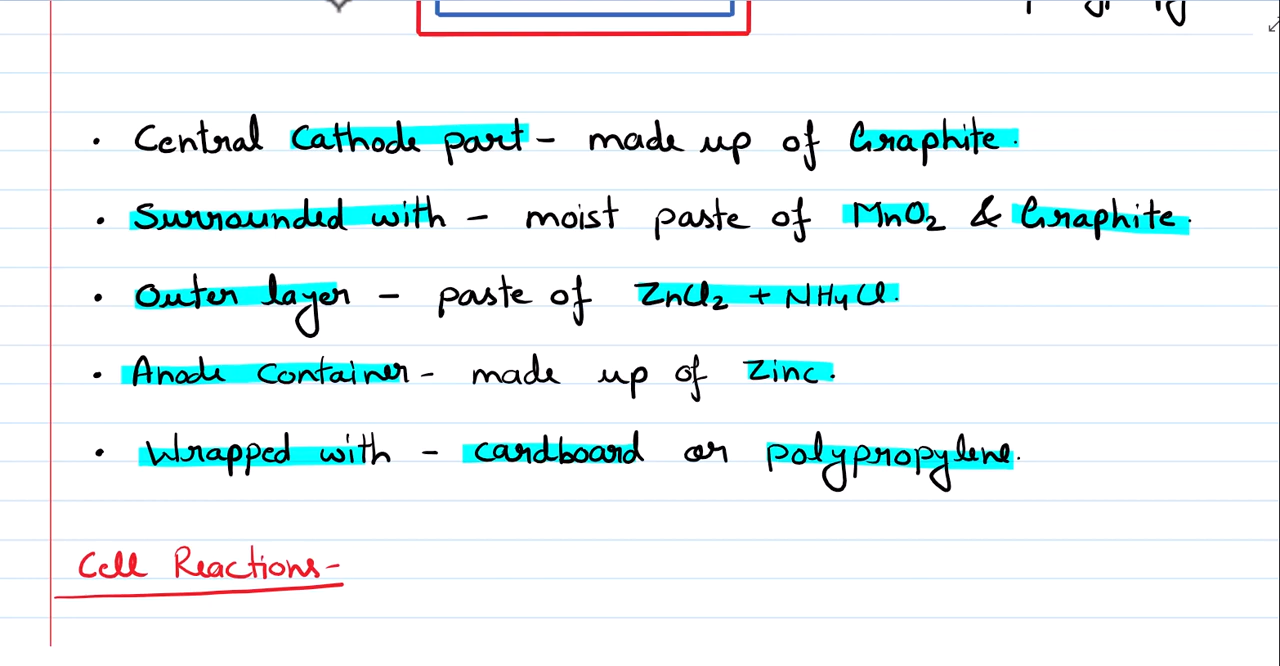 • Central Cathode part - made up of Graphite.
• Surrounded with - moist paste of MnO₂ & Graphite.
• Outer layer - paste of ZnCl₂ + NH₄Cl.
• Anode Container - made up of Zinc.
• Wrapped with - cardboard or polypropylene.
Cell Reactions -